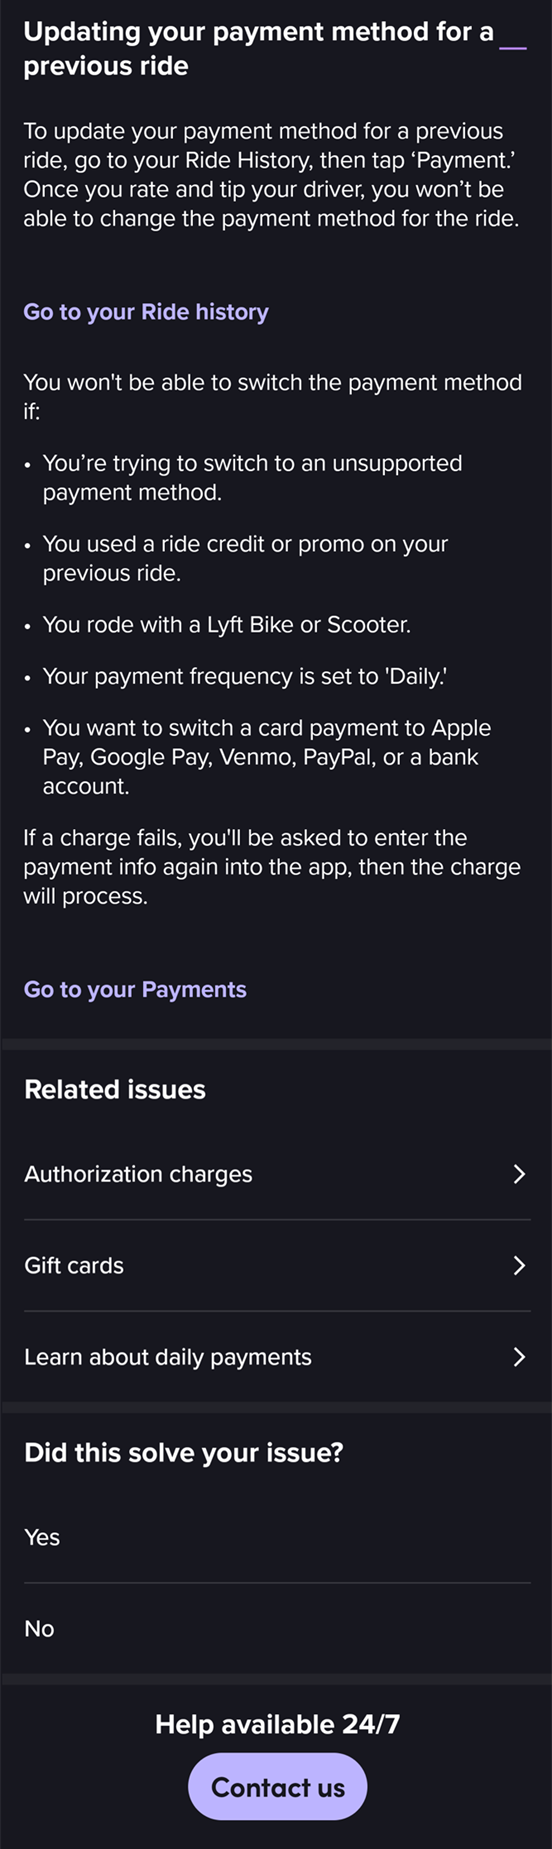 Updating your payment method for a
previous ride
To update your payment method for a previous
ride, go to your Ride History, then tap ‘Payment.’
Once you rate and tip your driver, you won’t be
able to change the payment method for the ride.
Go to your Ride history
You won't be able to switch the payment method
if:
• You’re trying to switch to an unsupported
payment method.
• You used a ride credit or promo on your
previous ride.
• You rode with a Lyft Bike or Scooter.
• Your payment frequency is set to 'Daily.'
• You want to switch a card payment to Apple
Pay, Google Pay, Venmo, PayPal, or a bank
account.
If a charge fails, you'll be asked to enter the
payment info again into the app, then the charge
will process.
Go to your Payments
Related issues
Authorization charges
Gift cards
Learn about daily payments
Did this solve your issue?
Yes
No
Help available 24/7
Contact us